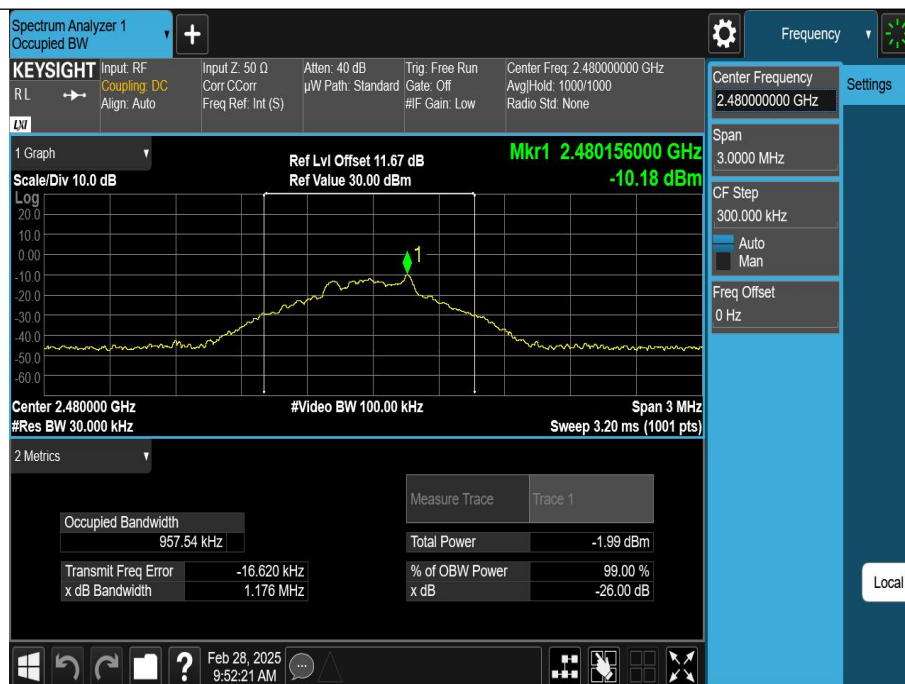 Spectrum Analyzer 1
Occupied BW
Frequency
KEYSIGHT
RL
LXI
Input: RF
Coupling: DC
Align: Auto
Input Z: 50 Ω
Corr CCorr
Freq Ref: Int (S)
Atten: 40 dB
µW Path: Standard
Trig: Free Run
Gate: Off
#IF Gain: Low
Center Freq: 2.480000000 GHz
Avg|Hold: 1000/1000
Radio Std: None
Center Frequency
2.480000000 GHz
Settings
Span
3.0000 MHz
CF Step
300.000 kHz
Auto
Man
Freq Offset
0 Hz
Local
1 Graph
Scale/Div 10.0 dB
Ref Lvl Offset 11.67 dB
Ref Value 30.00 dBm
Mkr1 2.480156000 GHz
-10.18 dBm
Log
20.0
10.0
0.00
-10.0
-20.0
-30.0
-40.0
-50.0
-60.0
1
Center 2.480000 GHz
#Res BW 30.000 kHz
#Video BW 100.00 kHz
Span 3 MHz
Sweep 3.20 ms (1001 pts)
2 Metrics
Measure Trace Trace 1
Occupied Bandwidth
957.54 kHz
Total Power -1.99 dBm
Transmit Freq Error -16.620 kHz
% of OBW Power 99.00 %
x dB Bandwidth 1.176 MHz
x dB -26.00 dB
?
Feb 28, 2025
9:52:21 AM